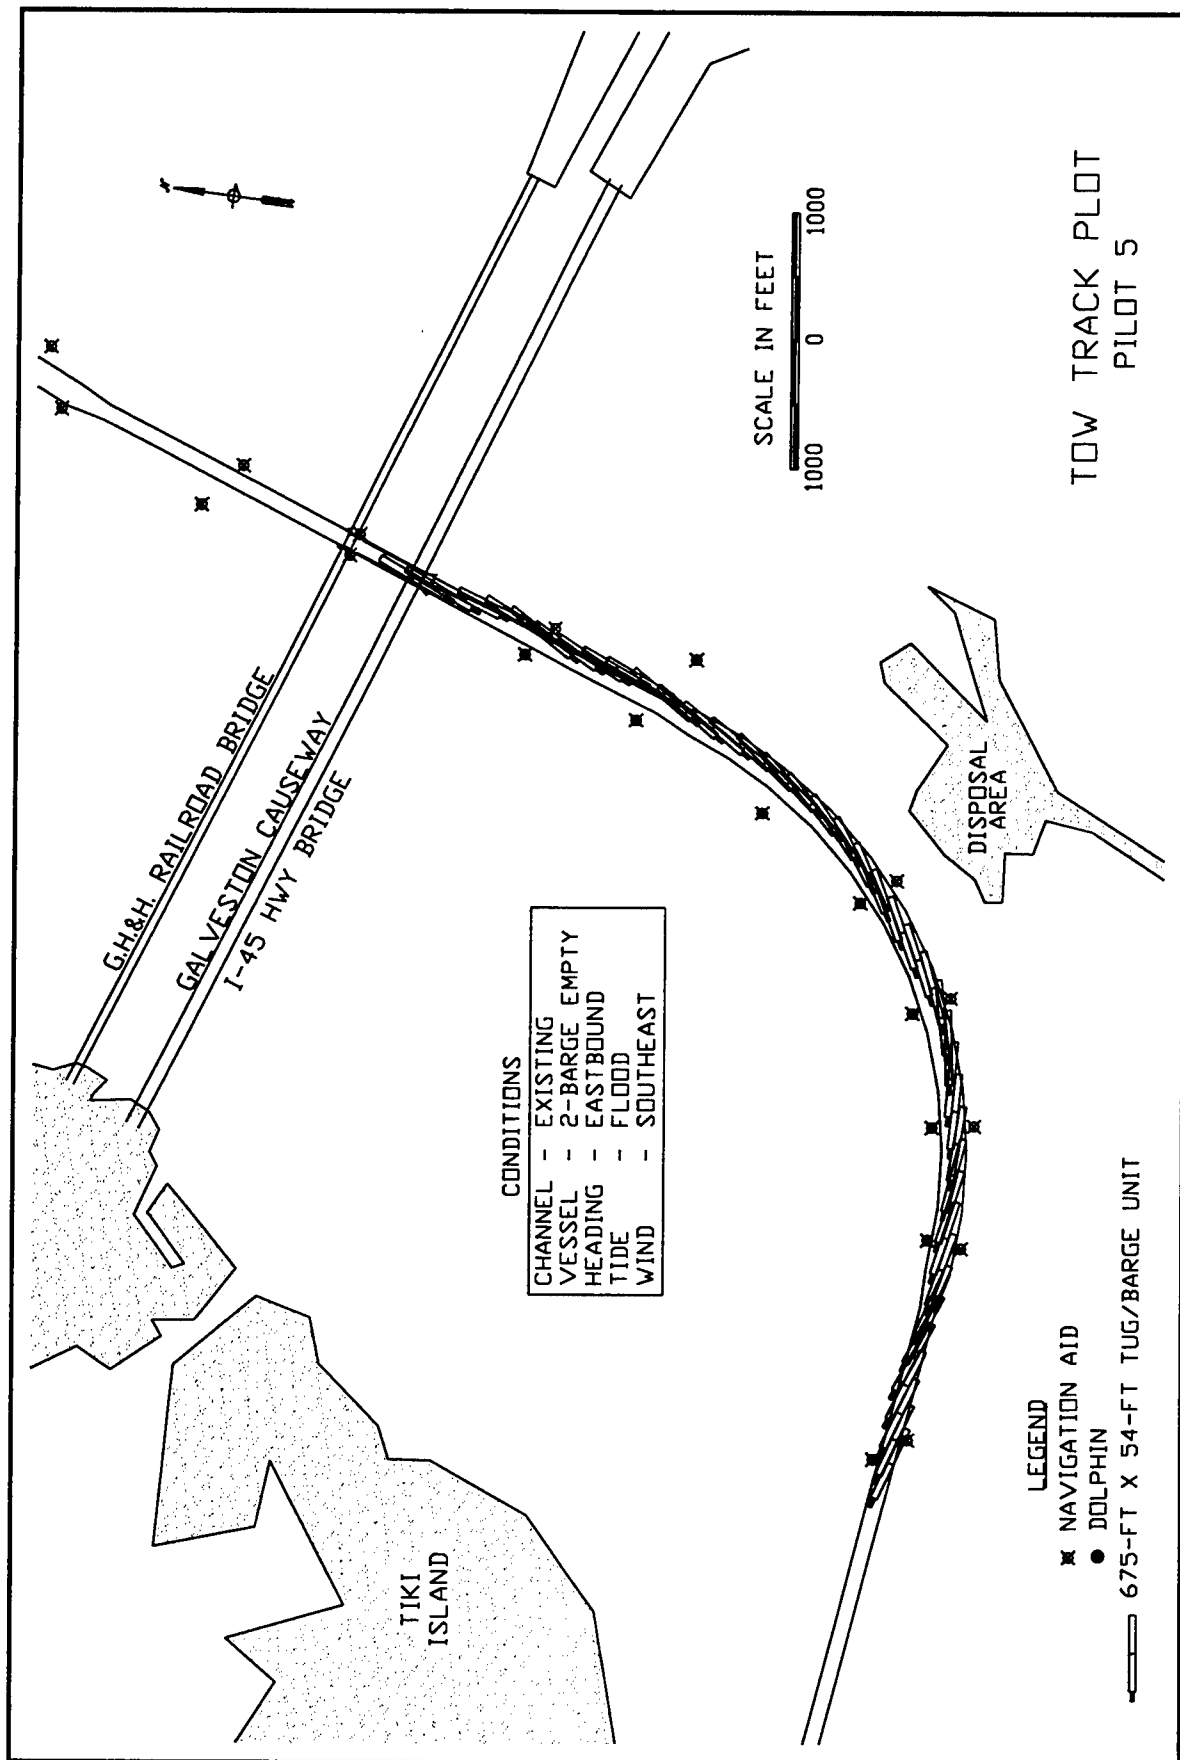 N
G.H.&H. RAILROAD BRIDGE
GALVESTON CAUSEWAY
I-45 HWY BRIDGE
TIKI
ISLAND
CONDITIONS
CHANNEL - EXISTING
VESSEL - 2-BARGE EMPTY
HEADING - EASTBOUND
TIDE - FLOOD
WIND - SOUTHEAST
SCALE IN FEET
1000 0 1000
DISPOSAL
AREA
LEGEND
NAVIGATION AID
DOLPHIN
675-FT X 54-FT TUG/BARGE UNIT
TOW TRACK PLOT
PILOT 5